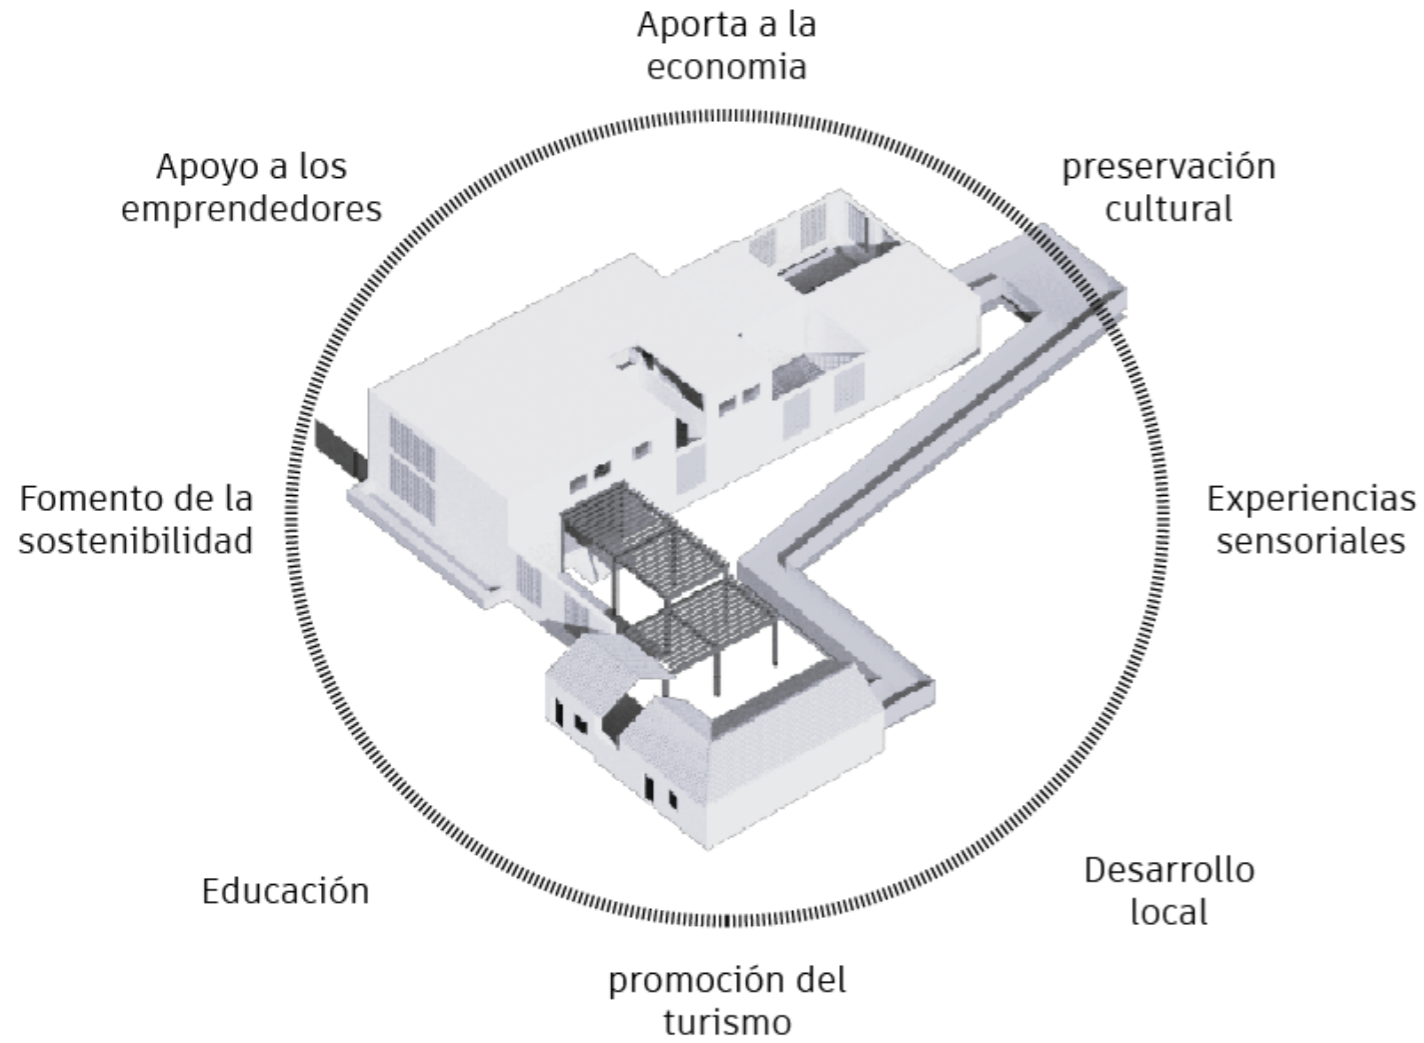 Aporta a la
economia
Apoyo a los
emprendedores
preservación
cultural
Fomento de la
sostenibilidad
Experiencias
sensoriales
Educación
Desarrollo
local
promoción del
turismo